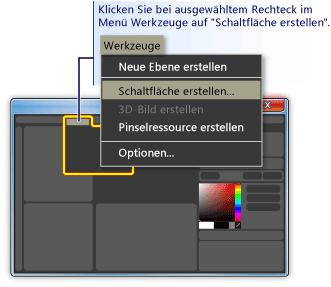 Klicken Sie bei ausgewähltem Rechteck im
Menü Werkzeuge auf "Schaltfläche erstellen".
Werkzeuge
Neue Ebene erstellen
Schaltfläche erstellen...
3D-Bild erstellen
Pinselressource erstellen
Optionen...
X